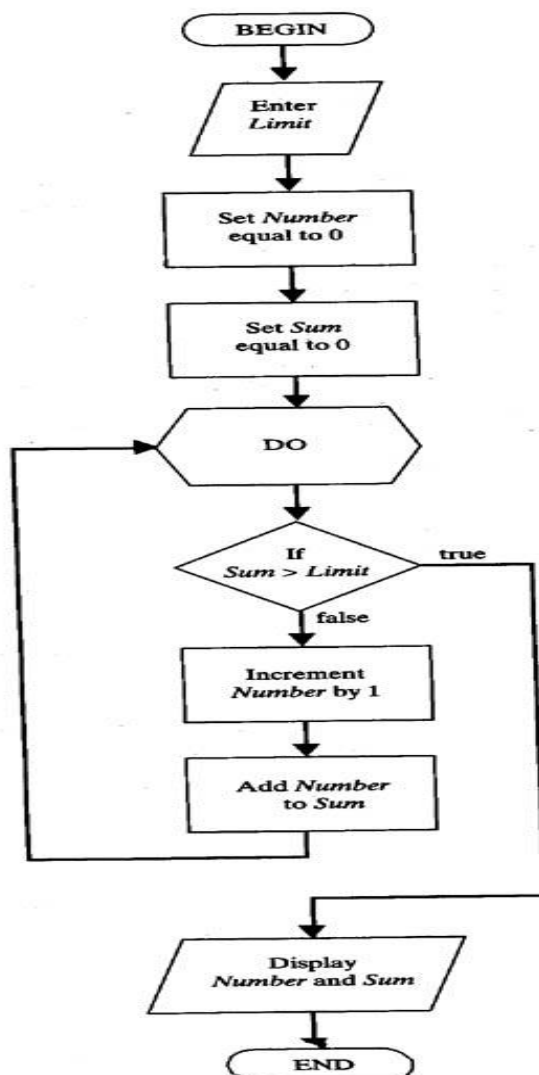 BEGIN
Enter
Limit
Set Number
equal to 0
Set Sum
equal to 0
DO
If
Sum > Limit
true
false
Increment
Number by 1
Add Number
to Sum
Display
Number and Sum
END